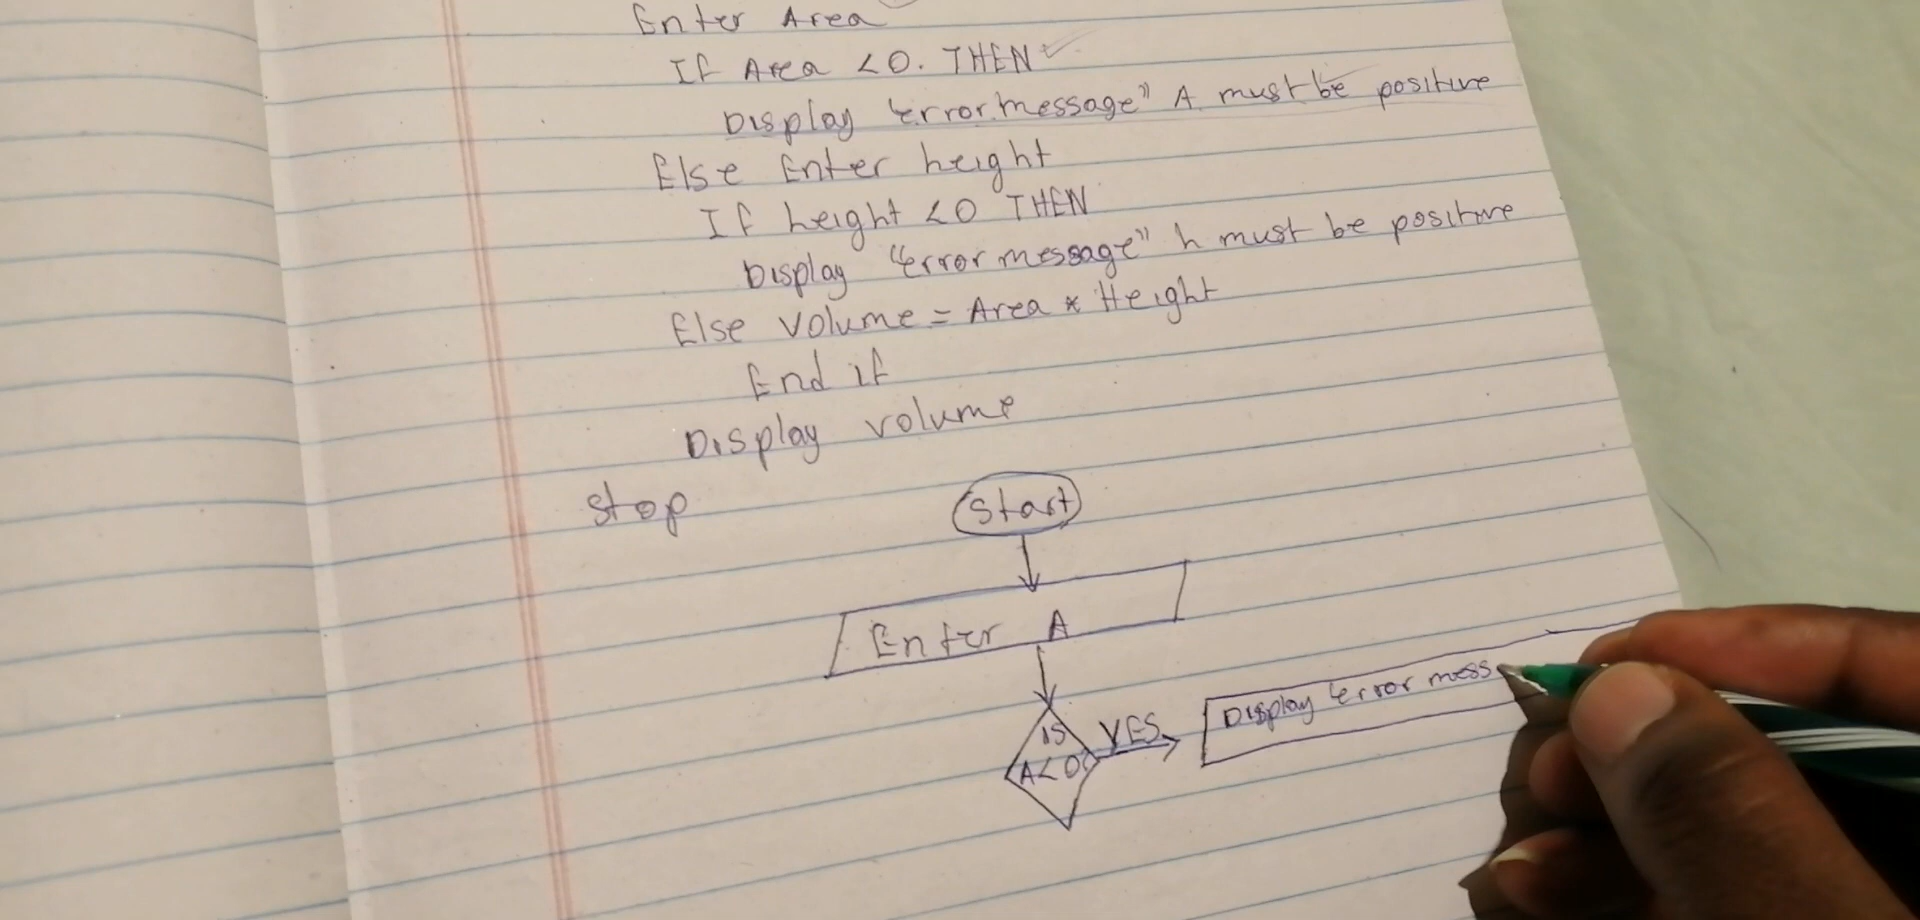 Enter Area
If Area <0. THEN
Display "error message" A must be positive
Else Enter height
If height <0 THEN
Display "error message" h must be positive
Else volume = Area * Height
End if
Display volume
Stop
Start
Enter A
IS
A<0?
YES
Display "error mess